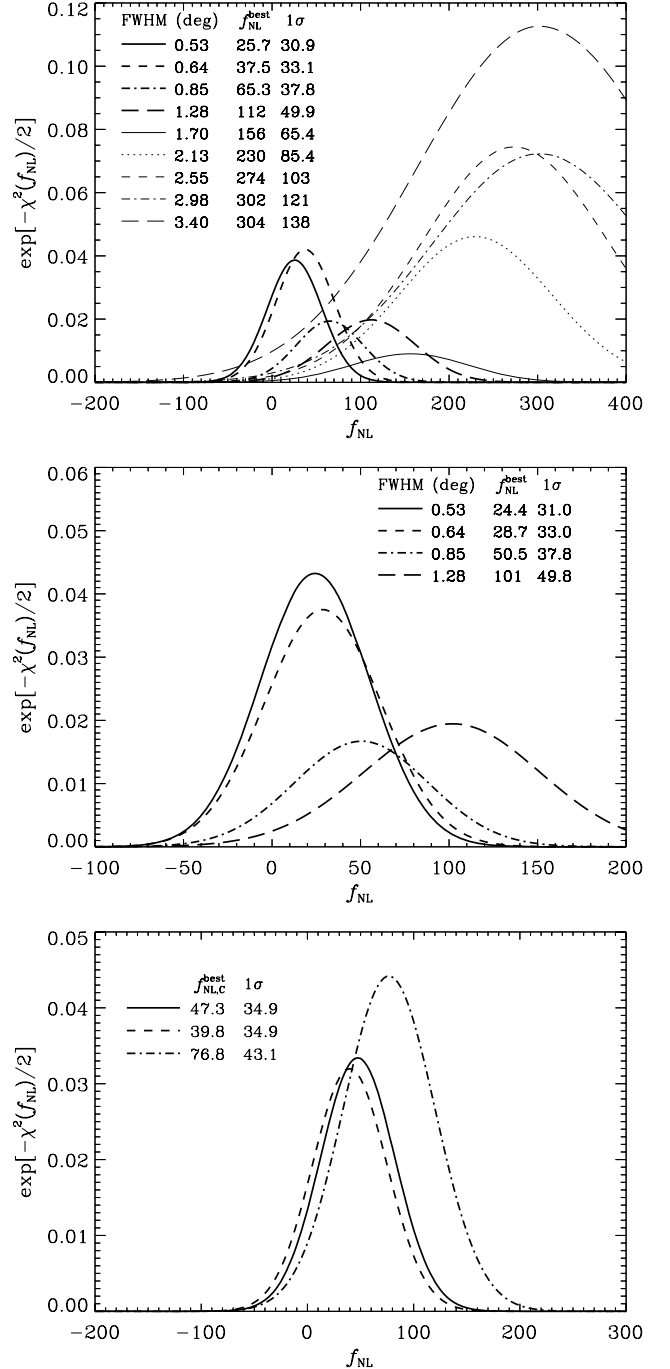 FWHM (deg) f_NL^best 1σ
0.53 25.7 30.9
0.64 37.5 33.1
0.85 65.3 37.8
1.28 112 49.9
1.70 156 65.4
2.13 230 85.4
2.55 274 103
2.98 302 121
3.40 304 138
exp[−χ²(f_NL)/2]
0.12
0.10
0.08
0.06
0.04
0.02
0.00
−200 −100 0 100 200 300 400
f_NL
FWHM (deg) f_NL^best 1σ
0.53 24.4 31.0
0.64 28.7 33.0
0.85 50.5 37.8
1.28 101 49.8
exp[−χ²(f_NL)/2]
0.06
0.05
0.04
0.03
0.02
0.01
0.00
−100 −50 0 50 100 150 200
f_NL
f_NL,C^best 1σ
47.3 34.9
39.8 34.9
76.8 43.1
exp[−χ²(f_NL)/2]
0.05
0.04
0.03
0.02
0.01
0.00
−200 −100 0 100 200 300
f_NL